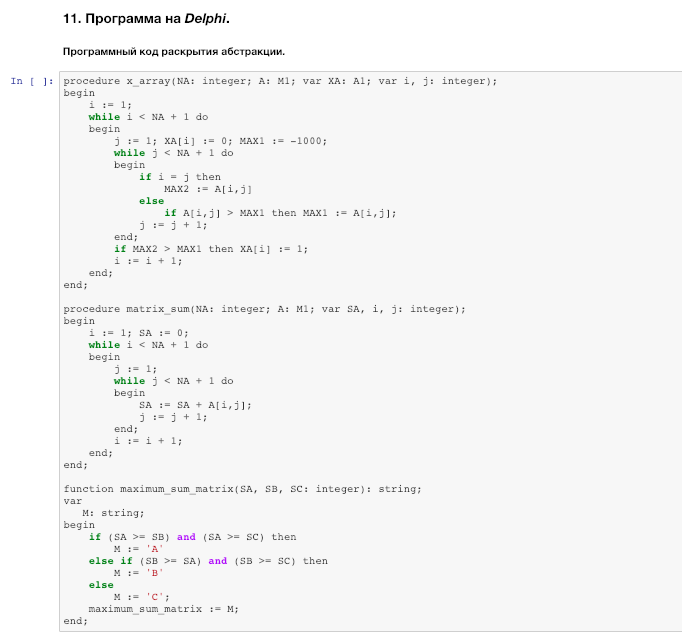 11. Программа на Delphi.
Программный код раскрытия абстракции.
In [ ]: procedure x_array(NA: integer; A: M1; var XA: A1; var i, j: integer);
begin
    i := 1;
    while i < NA + 1 do
    begin
        j := 1; XA[i] := 0; MAX1 := -1000;
        while j < NA + 1 do
        begin
            if i = j then
                MAX2 := A[i,j]
            else
                if A[i,j] > MAX1 then MAX1 := A[i,j];
            j := j + 1;
        end;
        if MAX2 > MAX1 then XA[i] := 1;
        i := i + 1;
    end;
end;
procedure matrix_sum(NA: integer; A: M1; var SA, i, j: integer);
begin
    i := 1; SA := 0;
    while i < NA + 1 do
    begin
        j := 1;
        while j < NA + 1 do
        begin
            SA := SA + A[i,j];
            j := j + 1;
        end;
        i := i + 1;
    end;
end;
function maximum_sum_matrix(SA, SB, SC: integer): string;
var
   M: string;
begin
    if (SA >= SB) and (SA >= SC) then
        M := 'A'
    else if (SB >= SA) and (SB >= SC) then
        M := 'B'
    else
        M := 'C';
    maximum_sum_matrix := M;
end;